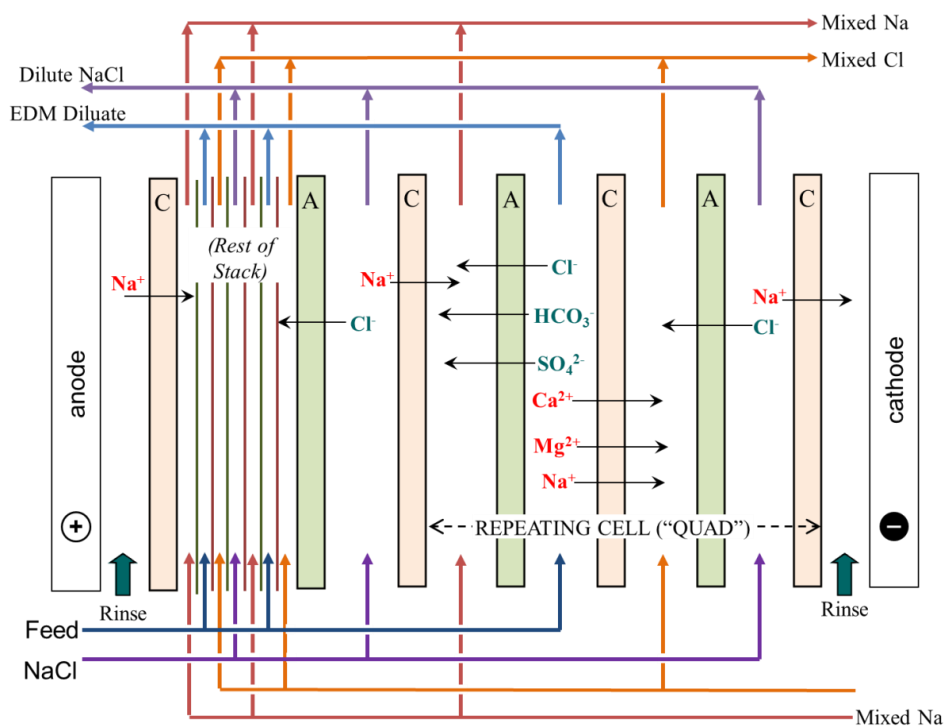 Mixed Na
Mixed Cl
Dilute NaCl
EDM Diluate
C
A
C
A
C
A
C
(Rest of
Stack)
Na⁺
Cl⁻
Na⁺
Cl⁻
HCO₃⁻
SO₄²⁻
Ca²⁺
Mg²⁺
Na⁺
Na⁺
Cl⁻
anode
cathode
REPEATING CELL (“QUAD”)
+
−
Rinse
Rinse
Feed
NaCl
Mixed Na